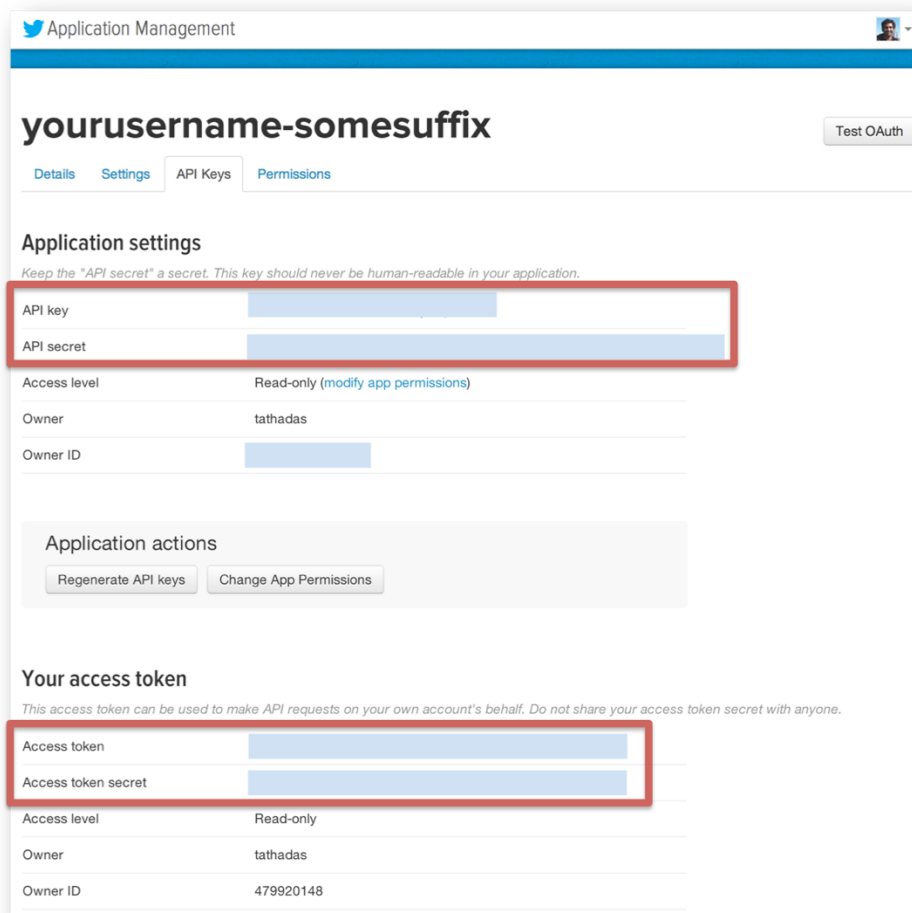 Application Management
yourusername-somesuffix
Test OAuth
Details Settings API Keys Permissions
Application settings
Keep the "API secret" a secret. This key should never be human-readable in your application.
API key
API secret
Access level Read-only (modify app permissions)
Owner tathadas
Owner ID
Application actions
Regenerate API keys Change App Permissions
Your access token
This access token can be used to make API requests on your own account's behalf. Do not share your access token secret with anyone.
Access token
Access token secret
Access level Read-only
Owner tathadas
Owner ID 479920148